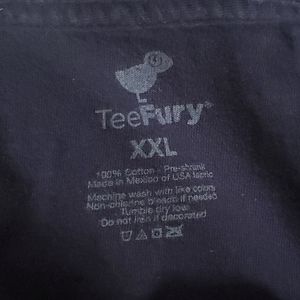 TeeFury
XXL
100% Cotton - Pre-shrunk
Made in Mexico of USA fabric
Machine wash with like colors
Non-chlorine bleach if needed
Tumble dry low
Do not iron if decorated